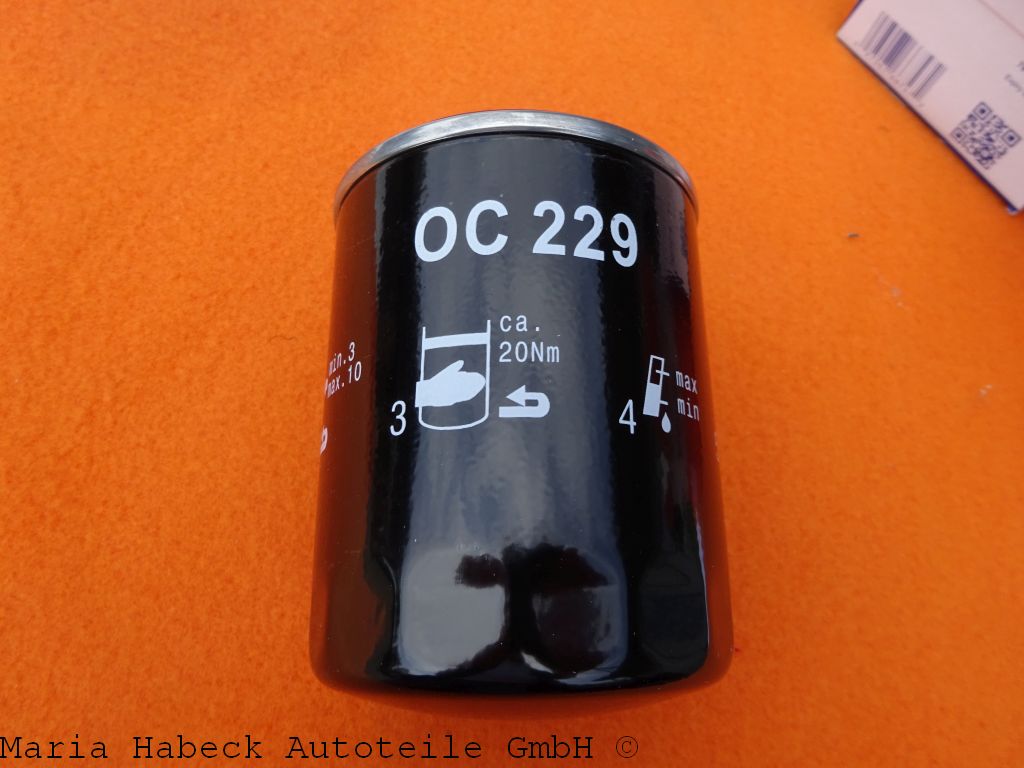 OC 229
ca.
20Nm
min.3
max.10
3
4
max
min
Maria Habeck Autoteile GmbH ©